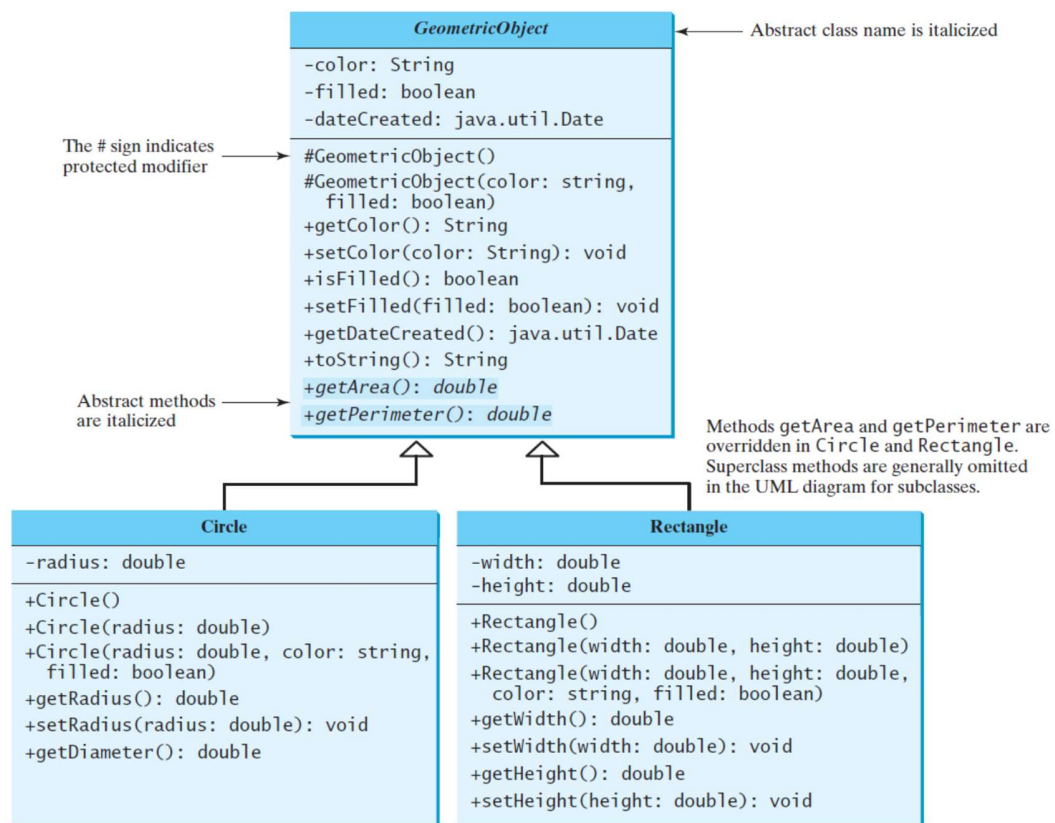 GeometricObject
Abstract class name is italicized
-color: String
-filled: boolean
-dateCreated: java.util.Date
The # sign indicates
protected modifier
#GeometricObject()
#GeometricObject(color: string,
filled: boolean)
+getColor(): String
+setColor(color: String): void
+isFilled(): boolean
+setFilled(filled: boolean): void
+getDateCreated(): java.util.Date
+toString(): String
+getArea(): double
+getPerimeter(): double
Abstract methods
are italicized
Methods getArea and getPerimeter are
overridden in Circle and Rectangle.
Superclass methods are generally omitted
in the UML diagram for subclasses.
Circle
-radius: double
+Circle()
+Circle(radius: double)
+Circle(radius: double, color: string,
filled: boolean)
+getRadius(): double
+setRadius(radius: double): void
+getDiameter(): double
Rectangle
-width: double
-height: double
+Rectangle()
+Rectangle(width: double, height: double)
+Rectangle(width: double, height: double,
color: string, filled: boolean)
+getWidth(): double
+setWidth(width: double): void
+getHeight(): double
+setHeight(height: double): void